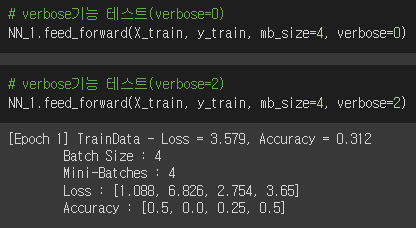 # verbose기능 테스트(verbose=0)
NN_1.feed_forward(X_train, y_train, mb_size=4, verbose=0)
# verbose기능 테스트(verbose=2)
NN_1.feed_forward(X_train, y_train, mb_size=4, verbose=2)
[Epoch 1] TrainData - Loss = 3.579, Accuracy = 0.312
Batch Size : 4
Mini-Batches : 4
Loss : [1.088, 6.826, 2.754, 3.65]
Accuracy : [0.5, 0.0, 0.25, 0.5]